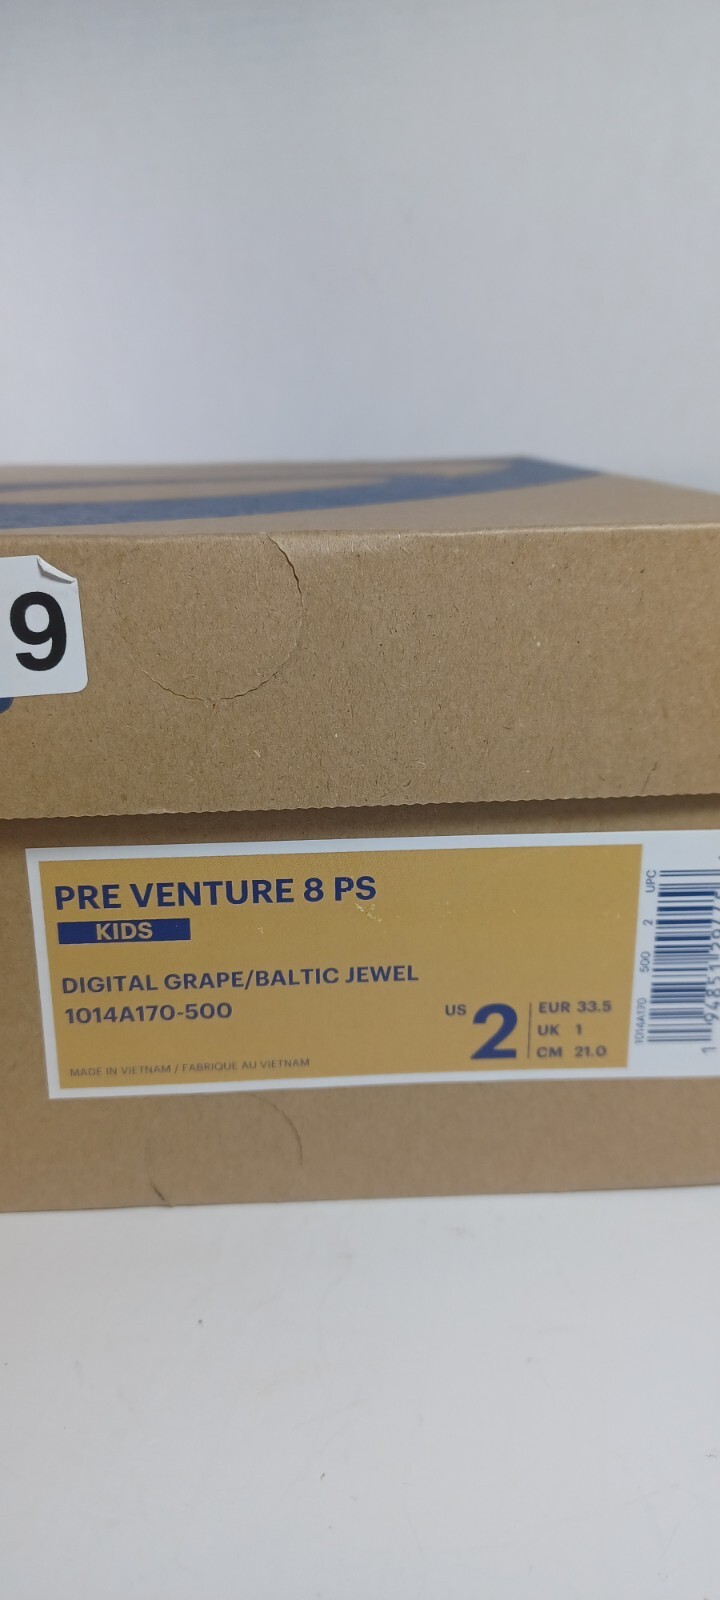 9
PRE VENTURE 8 PS
KIDS
DIGITAL GRAPE/BALTIC JEWEL
1014A170-500
US 2
EUR 33.5
UK 1
CM 21.0
MADE IN VIETNAM / FABRIQUE AU VIETNAM
1014A170 500 2 UPC